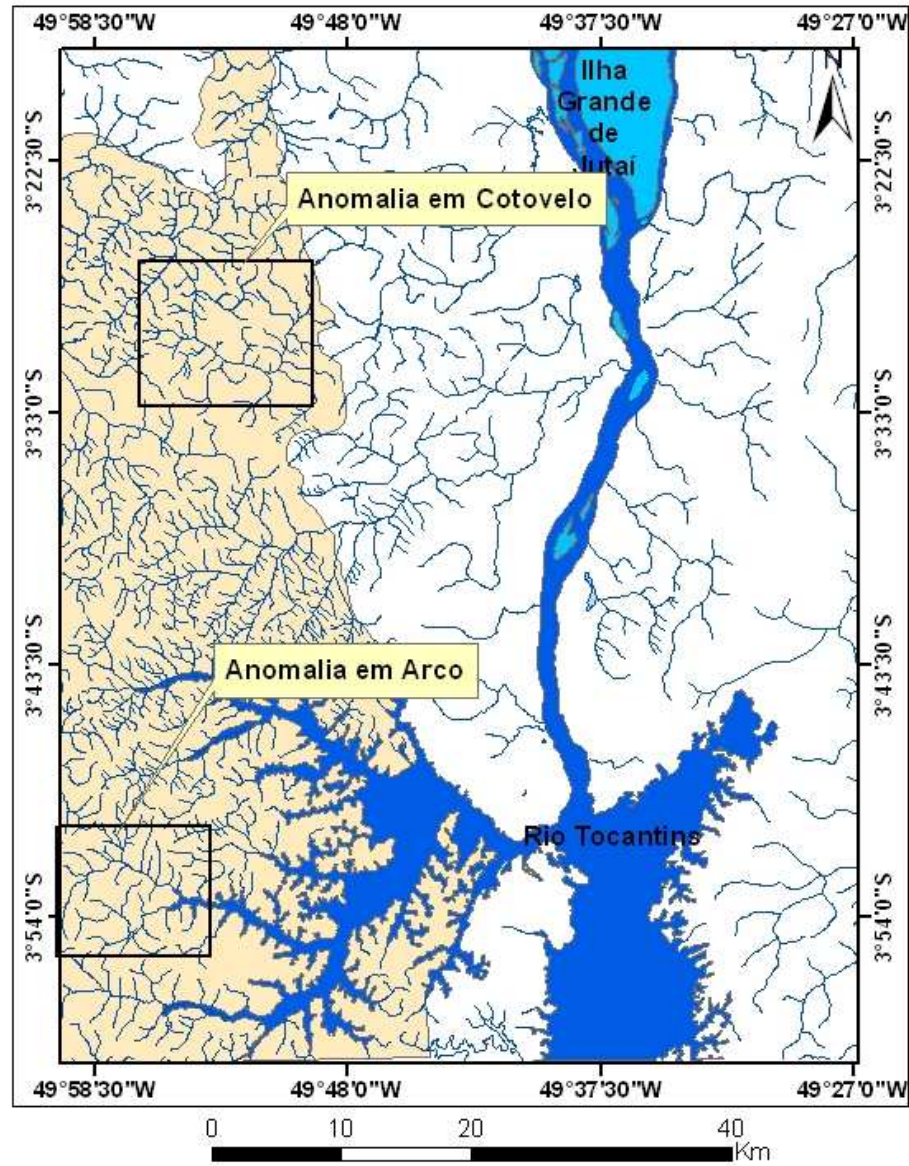 49°58'30"W 49°48'0"W 49°37'30"W 49°27'0"W
N
Ilha
Grande
de
Jutaí
3°22'30"S 3°22'30"S
Anomalia em Cotovelo
3°33'0"S 3°33'0"S
3°43'30"S 3°43'30"S
Anomalia em Arco
Rio Tocantins
3°54'0"S 3°54'0"S
49°58'30"W 49°48'0"W 49°37'30"W 49°27'0"W
0 10 20 40
Km